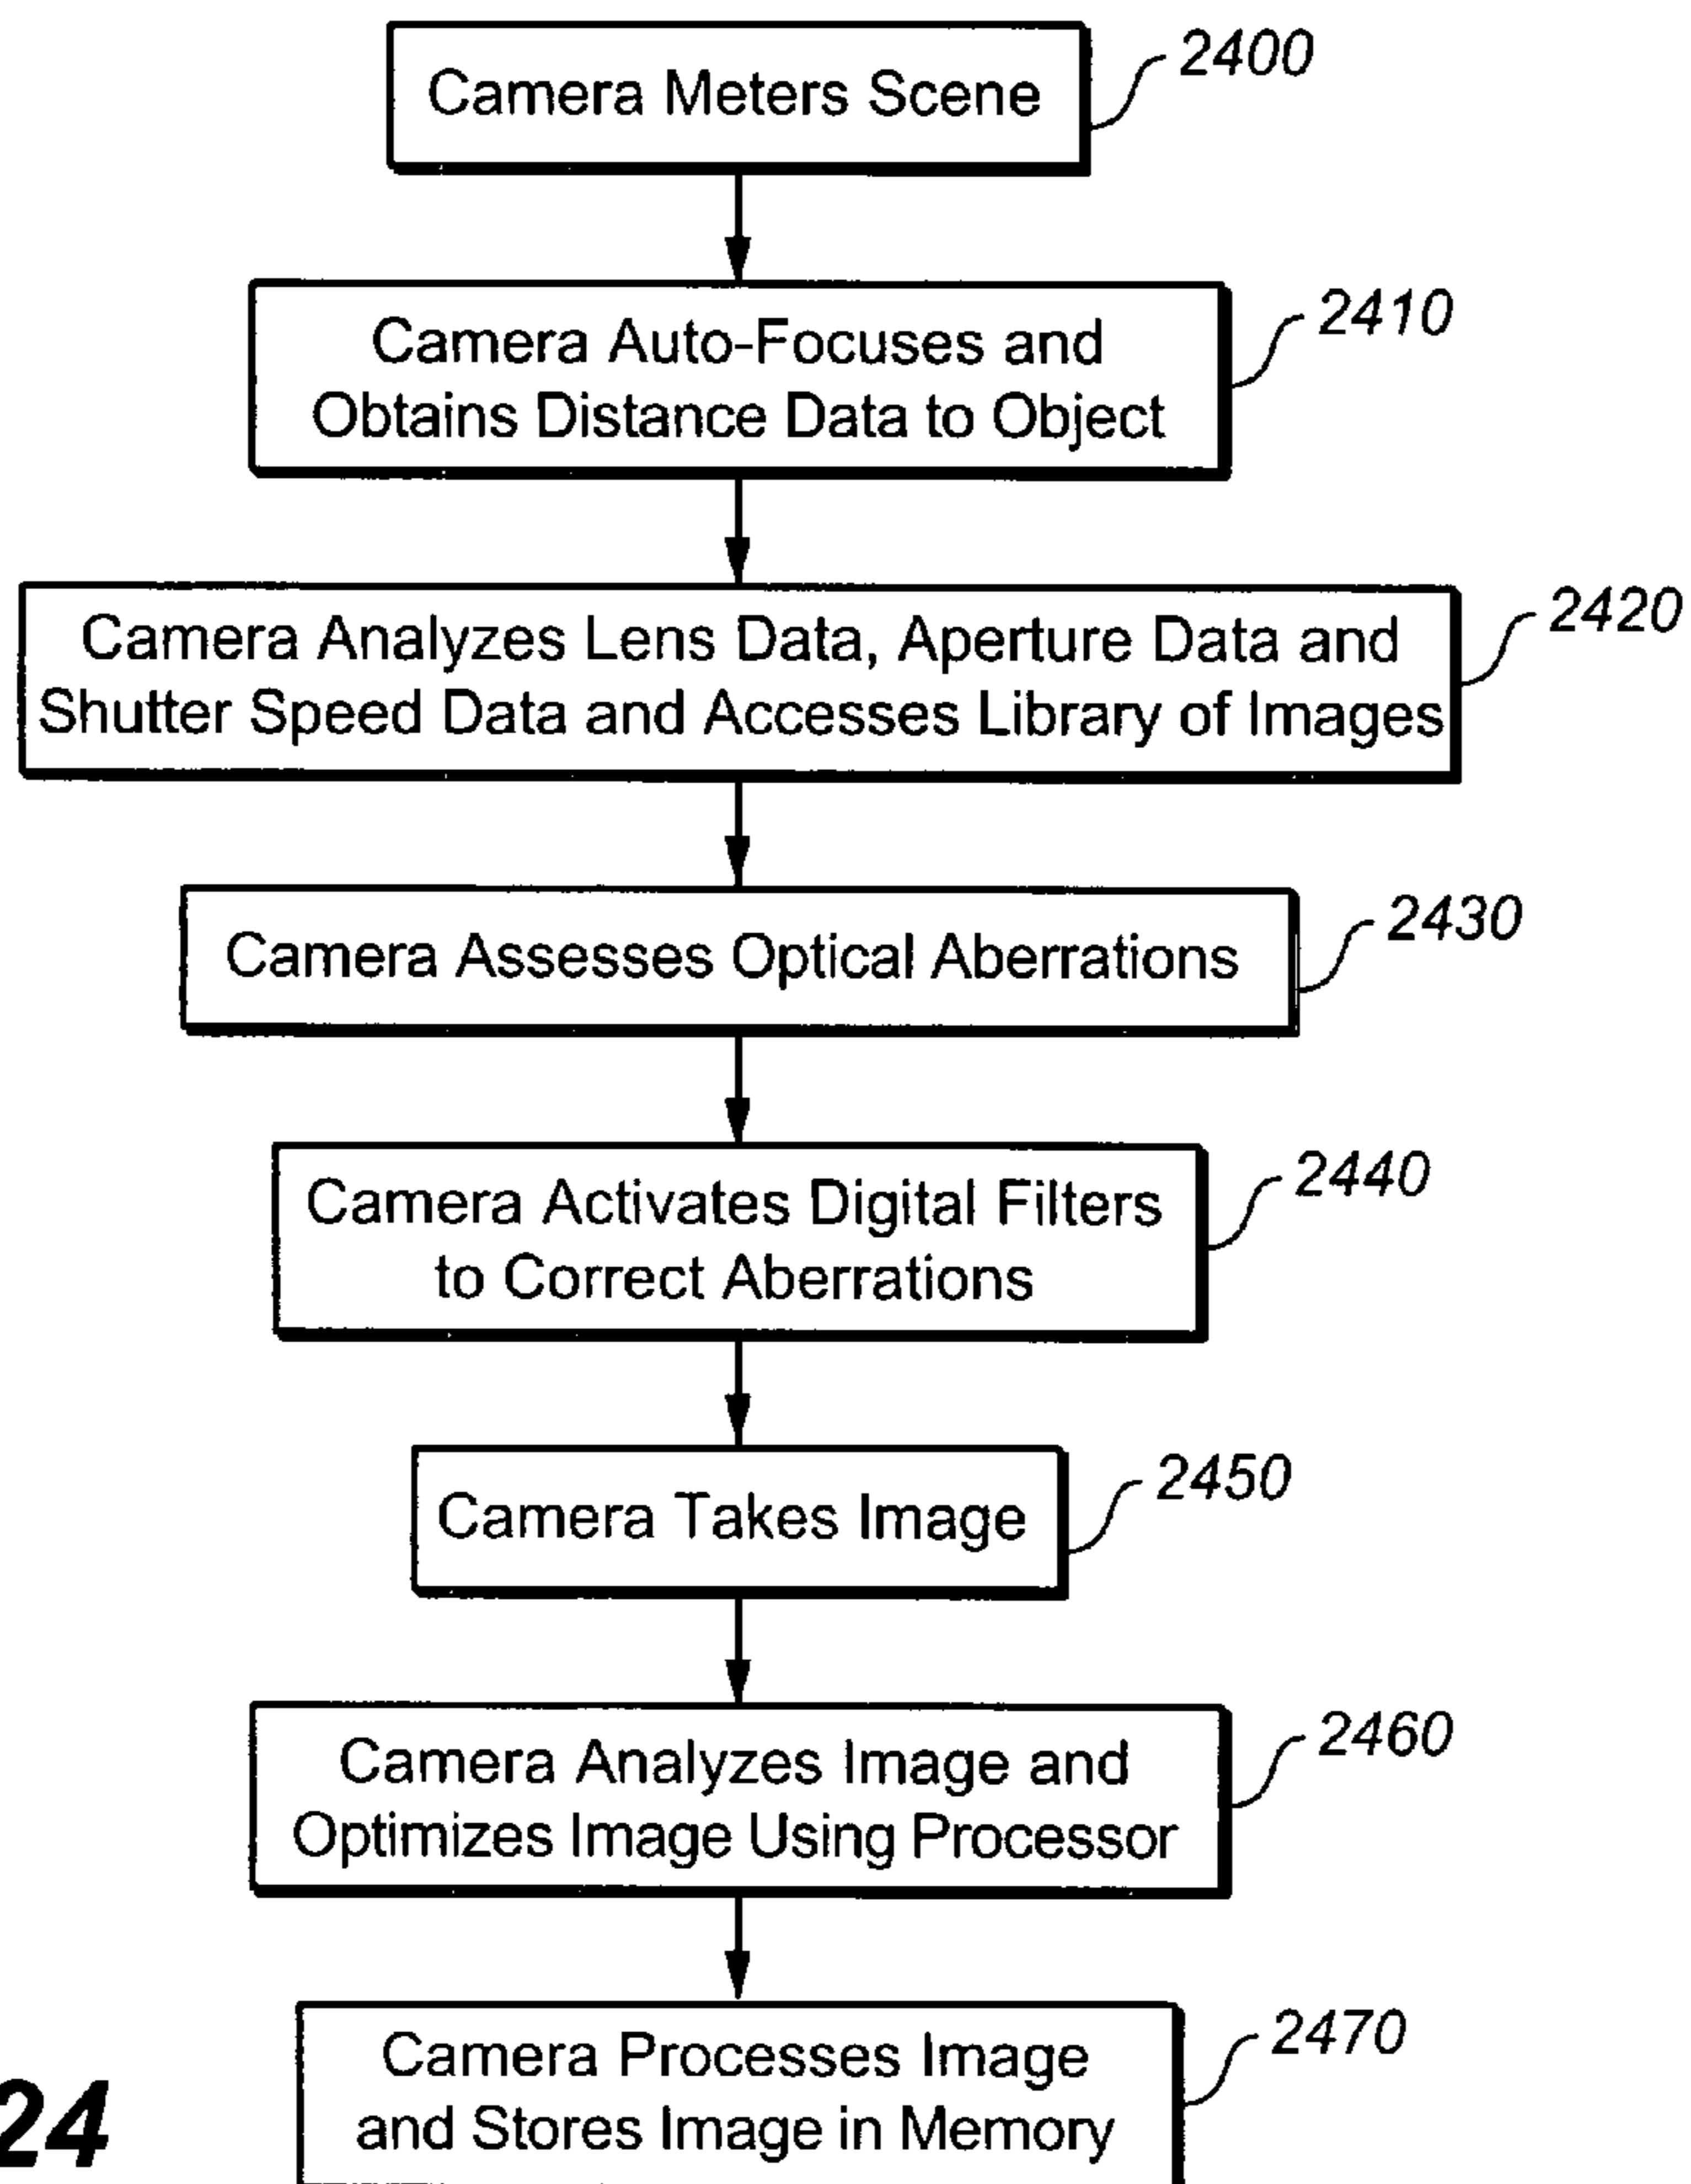 Camera Meters Scene
2400
Camera Auto-Focuses and
Obtains Distance Data to Object
2410
Camera Analyzes Lens Data, Aperture Data and
Shutter Speed Data and Accesses Library of Images
2420
Camera Assesses Optical Aberrations
2430
Camera Activates Digital Filters
to Correct Aberrations
2440
Camera Takes Image
2450
Camera Analyzes Image and
Optimizes Image Using Processor
2460
Camera Processes Image
and Stores Image in Memory
2470
24